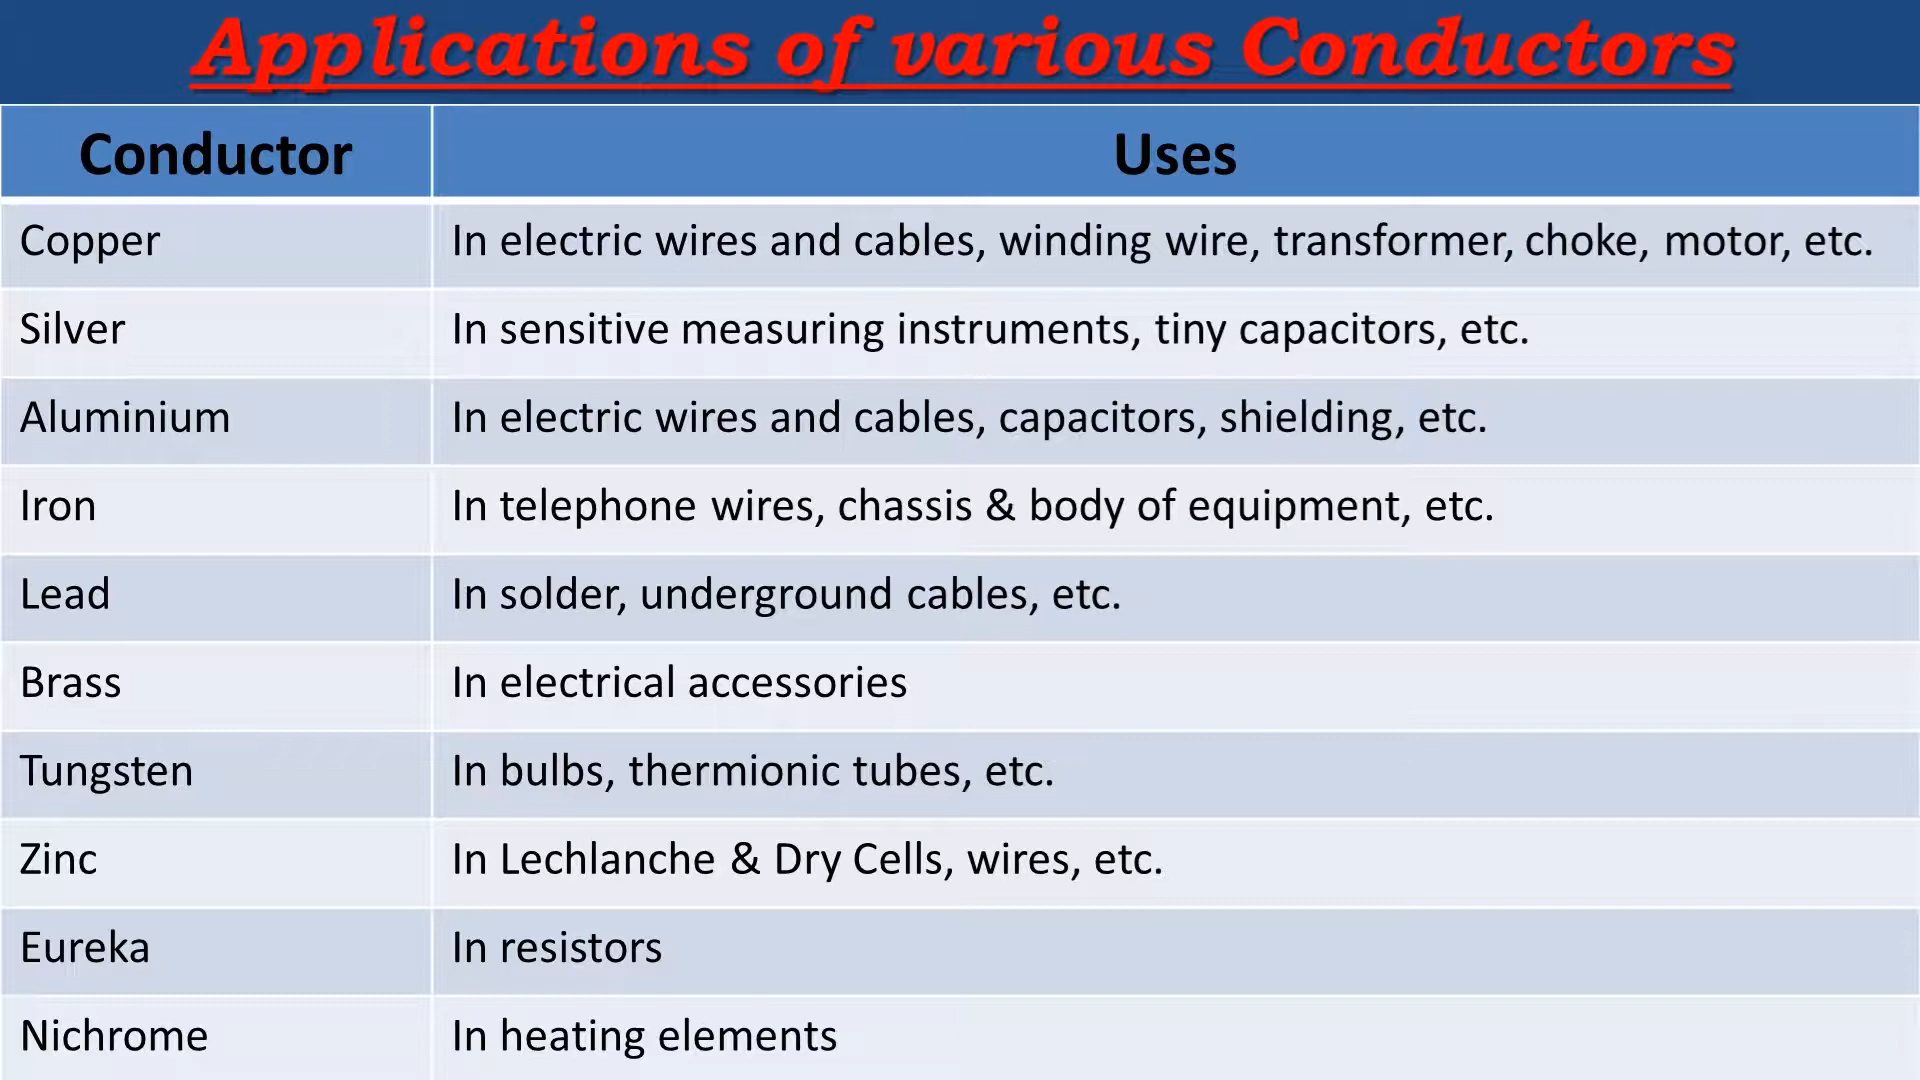 Applications of various Conductors
Conductor Uses
Copper In electric wires and cables, winding wire, transformer, choke, motor, etc.
Silver In sensitive measuring instruments, tiny capacitors, etc.
Aluminium In electric wires and cables, capacitors, shielding, etc.
Iron In telephone wires, chassis & body of equipment, etc.
Lead In solder, underground cables, etc.
Brass In electrical accessories
Tungsten In bulbs, thermionic tubes, etc.
Zinc In Lechlanche & Dry Cells, wires, etc.
Eureka In resistors
Nichrome In heating elements